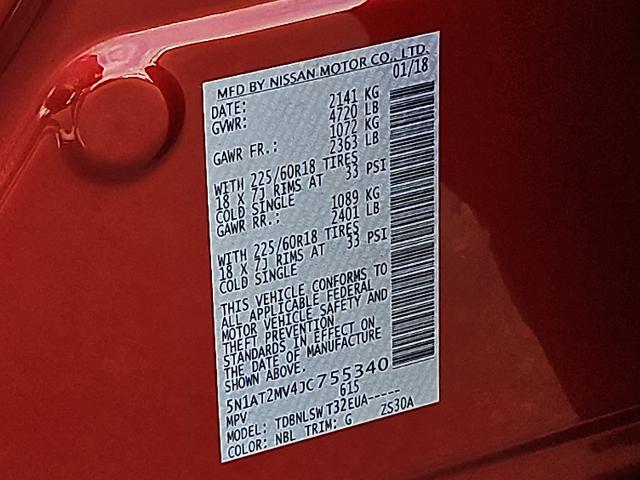 MFD BY NISSAN MOTOR CO., LTD.
DATE: 01/18
GVWR: 2141 KG
4720 LB
GAWR FR.: 1072 KG
2363 LB
WITH 225/60R18 TIRES
18 X 7J RIMS AT 33 PSI
COLD SINGLE
GAWR RR.: 1089 KG
2401 LB
WITH 225/60R18 TIRES
18 X 7J RIMS AT 33 PSI
COLD SINGLE
THIS VEHICLE CONFORMS TO
ALL APPLICABLE FEDERAL
MOTOR VEHICLE SAFETY AND
THEFT PREVENTION
STANDARDS IN EFFECT ON
THE DATE OF MANUFACTURE
SHOWN ABOVE.
5N1AT2MV4JC755340
MPV 615
MODEL: TDBNLSW T32EUA-----
COLOR: NBL TRIM: G ZS30A